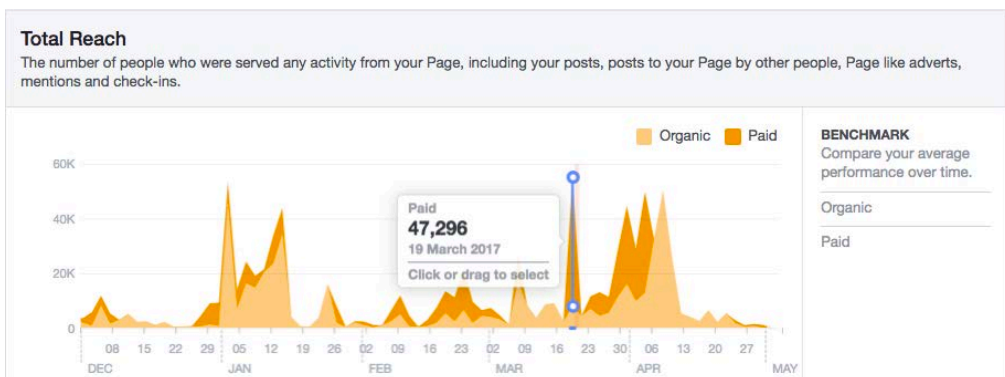 Total Reach
The number of people who were served any activity from your Page, including your posts, posts to your Page by other people, Page like adverts,
mentions and check-ins.
Organic Paid
BENCHMARK
Compare your average
performance over time.
Organic
Paid
60K
40K
20K
0
Paid
47,296
19 March 2017
Click or drag to select
08 15 22 29 05 12 19 26 02 09 16 23 02 09 16 23 30 06 13 20 27
DEC JAN FEB MAR APR MAY